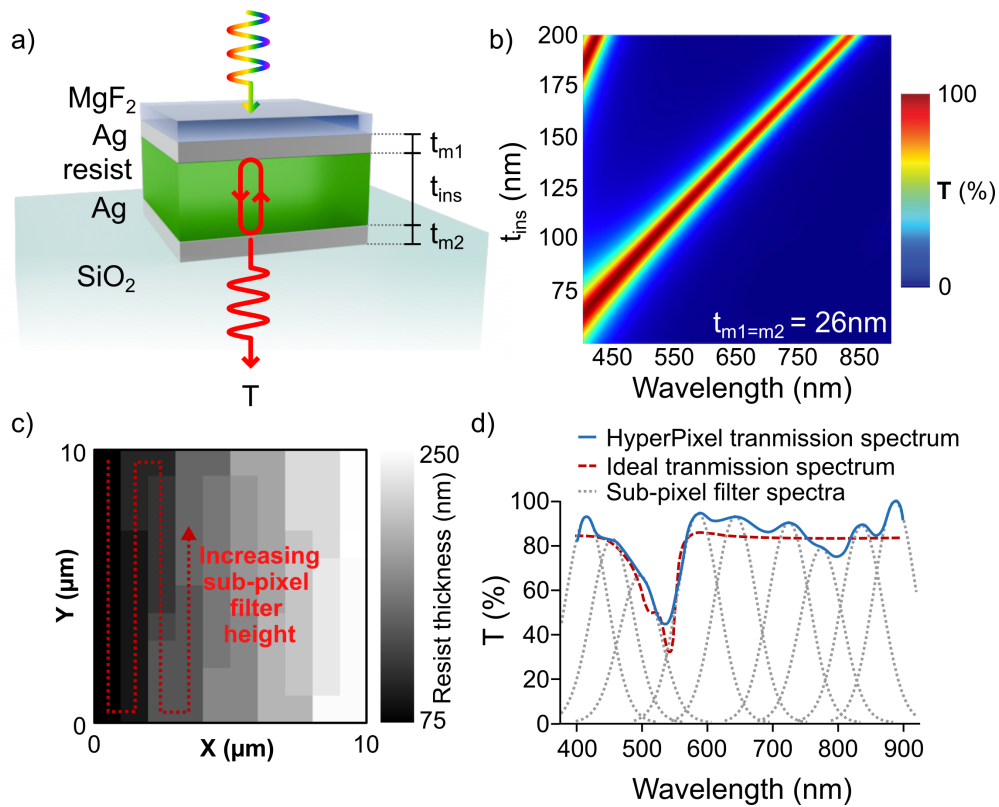 a)
MgF2
Ag
resist
Ag
SiO2
tm1
tins
tm2
T
b)
200
175
150
125
100
75
tins (nm)
450 550 650 750 850
Wavelength (nm)
tm1=m2 = 26nm
100
T (%)
0
c)
10
Y (μm)
0
0
X (μm)
10
Increasing
sub-pixel
filter
height
250
Resist thickness (nm)
75
d)
HyperPixel tranmission spectrum
Ideal tranmission spectrum
Sub-pixel filter spectra
100
80
60
40
20
0
T (%)
400 500 600 700 800 900
Wavelength (nm)